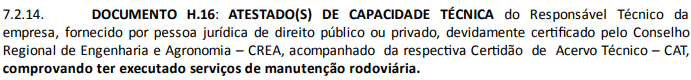 7.2.14. DOCUMENTO H.16: ATESTADO(S) DE CAPACIDADE TÉCNICA do Responsável Técnico da
empresa, fornecido por pessoa jurídica de direito público ou privado, devidamente certificado pelo Conselho
Regional de Engenharia e Agronomia – CREA, acompanhado da respectiva Certidão de Acervo Técnico – CAT,
comprovando ter executado serviços de manutenção rodoviária.